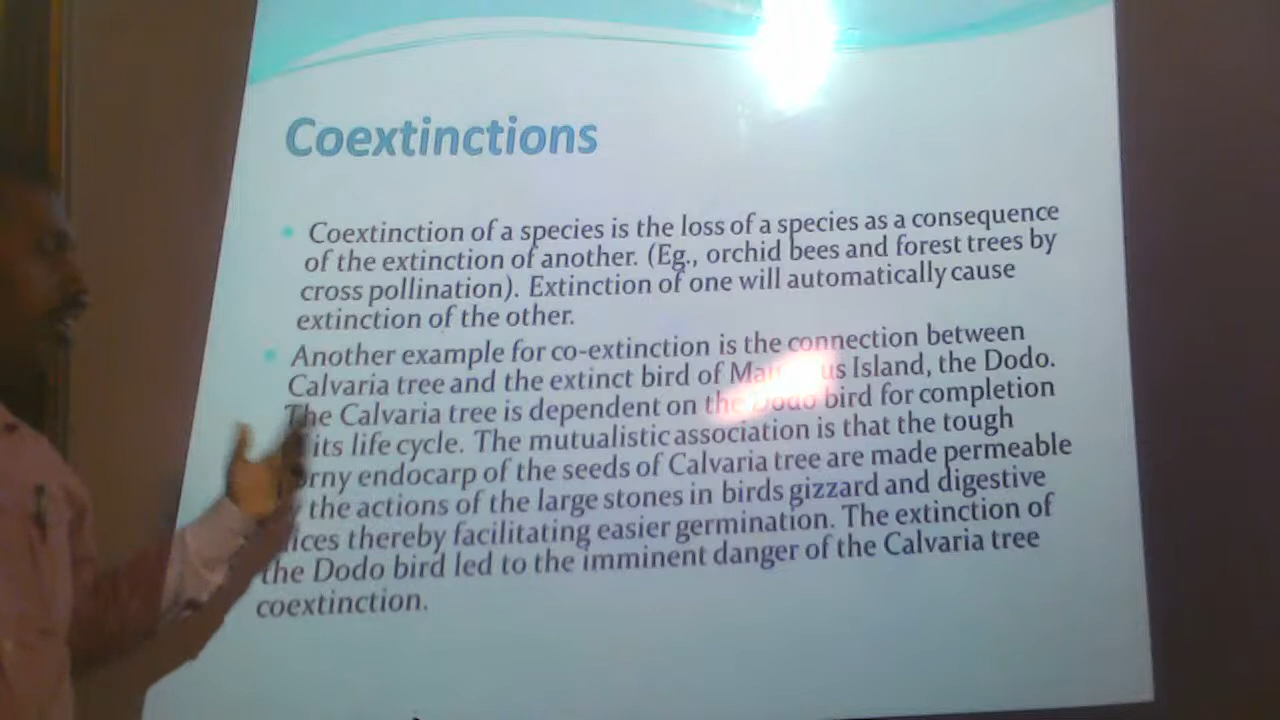 Coextinctions
Coextinction of a species is the loss of a species as a consequence
of the extinction of another. (Eg., orchid bees and forest trees by
cross pollination). Extinction of one will automatically cause
extinction of the other.
Another example for co-extinction is the connection between
Calvaria tree and the extinct bird of Island, the Dodo.
The Calvaria tree is dependent on the Dodo bird for completion
its life cycle. The mutualistic association is that the tough
endocarp of the seeds of Calvaria tree are made permeable
the actions of the large stones in birds gizzard and digestive
thereby facilitating easier germination. The extinction of
the Dodo bird led to the imminent danger of the Calvaria tree
coextinction.